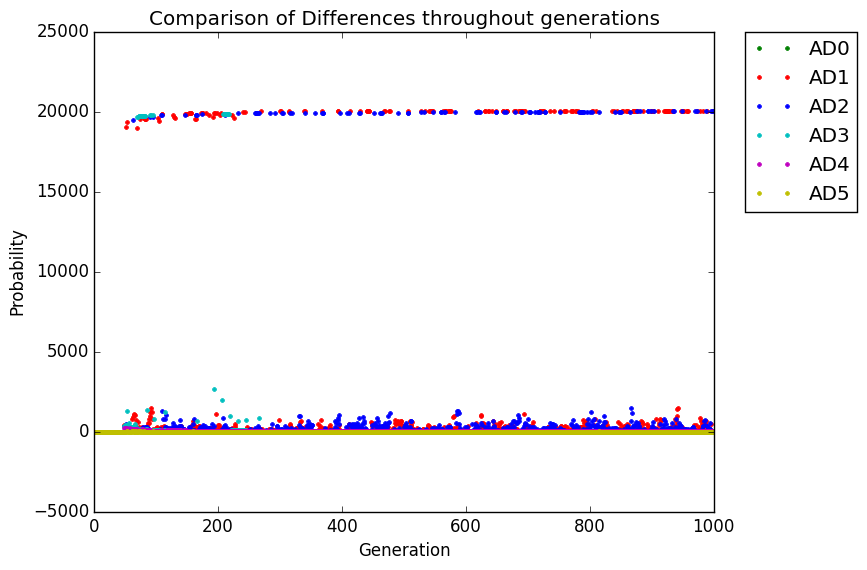 Comparison of Differences throughout generations
25000
20000
15000
10000
5000
0
−5000
Probability
0 200 400 600 800 1000
Generation
AD0
AD1
AD2
AD3
AD4
AD5